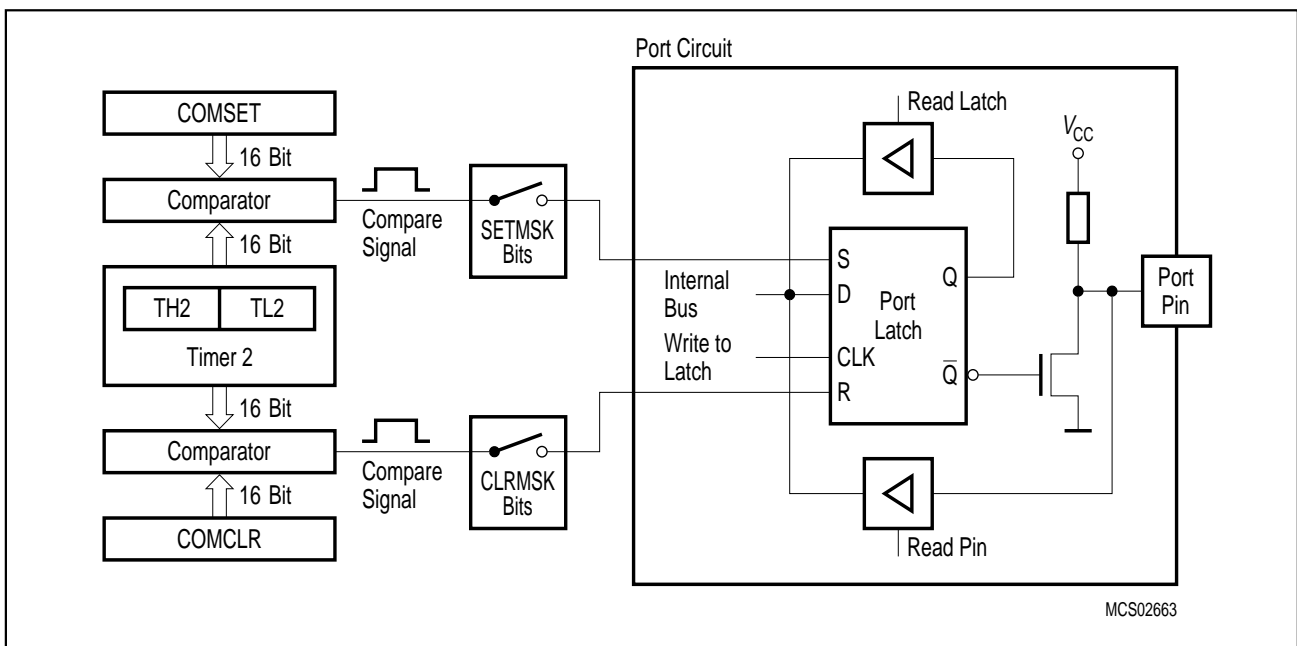 Port Circuit
COMSET
16 Bit
Comparator
16 Bit
TH2
TL2
Timer 2
16 Bit
Comparator
16 Bit
COMCLR
Compare
Signal
SETMSK
Bits
Compare
Signal
CLRMSK
Bits
Read Latch
VCC
Internal
Bus
Write to
Latch
S
D
CLK
R
Port
Latch
Q
Q̅
Port
Pin
Read Pin
MCS02663